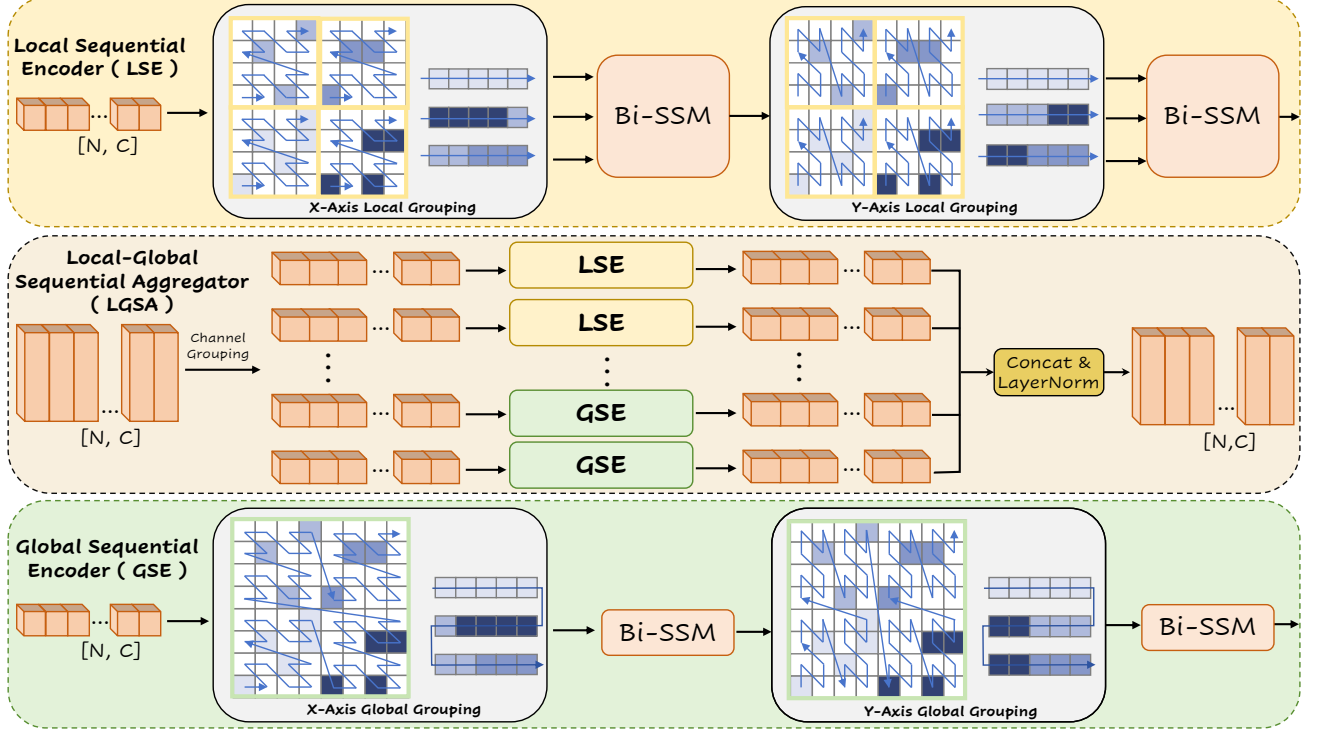 Local Sequential
Encoder ( LSE )
...
[N, C]
X-Axis Local Grouping
Bi-SSM
Y-Axis Local Grouping
Bi-SSM
Local-Global
Sequential Aggregator
( LGSA )
...
[N, C]
Channel
Grouping
... LSE ...
... LSE ...
... GSE ...
... GSE ...
Concat &
LayerNorm
...
[N,C]
Global Sequential
Encoder ( GSE )
...
[N, C]
X-Axis Global Grouping
Bi-SSM
Y-Axis Global Grouping
Bi-SSM